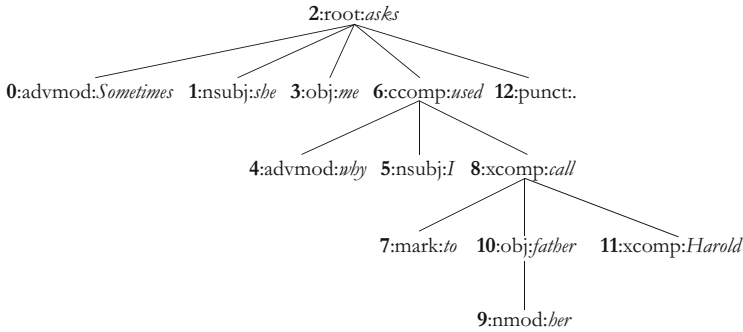 2:root:asks
0:advmod:Sometimes 1:nsubj:she 3:obj:me 6:ccomp:used 12:punct:.
4:advmod:why 5:nsubj:I 8:xcomp:call
7:mark:to 10:obj:father 11:xcomp:Harold
9:nmod:her